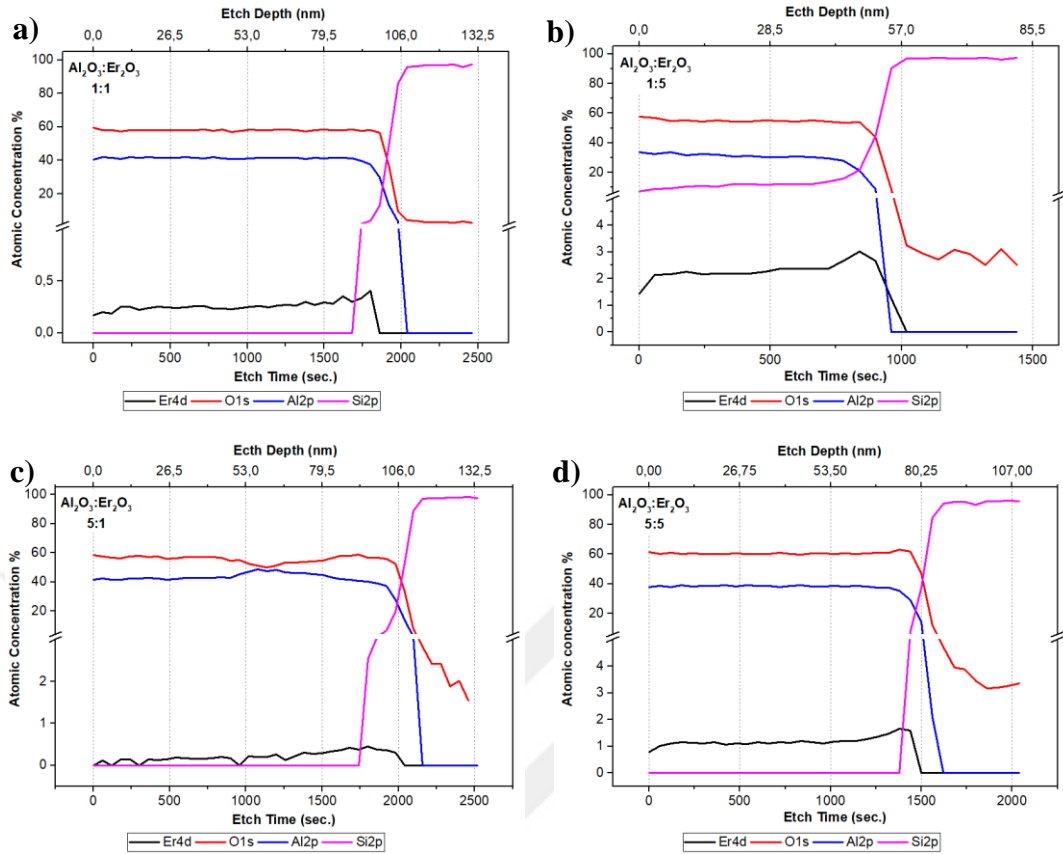 a)
Ecth Depth (nm)
0,0 26,5 53,0 79,5 106,0 132,5
Al₂O₃:Er₂O₃
1:1
Atomic Concentration %
100
80
60
40
20
0,5
0,0
0 500 1000 1500 2000 2500
Etch Time (sec.)
Er4d O1s Al2p Si2p
b)
Ecth Depth (nm)
0,0 28,5 57,0 85,5
Al₂O₃:Er₂O₃
1:5
Atomic Concentration %
100
80
60
40
20
4
3
2
1
0
0 500 1000 1500
Etch Time (sec.)
Er4d O1s Al2p Si2p
c)
Ecth Depth (nm)
0,0 26,5 53,0 79,5 106,0 132,5
Al₂O₃:Er₂O₃
5:1
Atomic Concentration %
100
80
60
40
20
2
1
0
0 500 1000 1500 2000 2500
Etch Time (sec.)
Er4d O1s Al2p Si2p
d)
Ecth Depth (nm)
0,00 26,75 53,50 80,25 107,00
Al₂O₃:Er₂O₃
5:5
Atomic concentration %
100
80
60
40
20
4
3
2
1
0
0 500 1000 1500 2000
Etch Time (sec.)
Er4d O1s Al2p Si2p